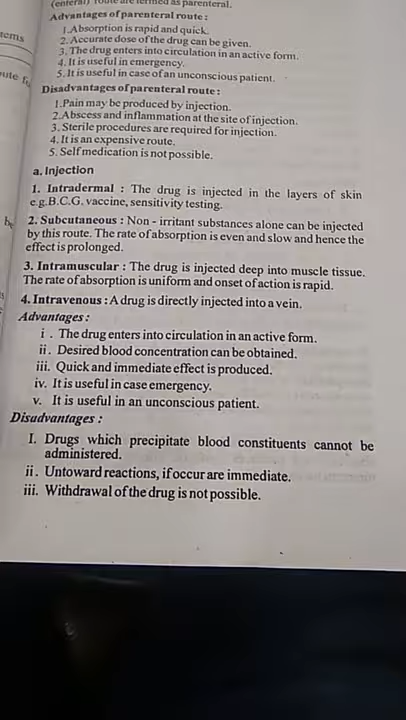 (enteral) route are termed as parenteral.
Advantages of parenteral route :
1.Absorption is rapid and quick.
2. Accurate dose of the drug can be given.
3. The drug enters into circulation in an active form.
4. It is useful in emergency.
5. It is useful in case of an unconscious patient.
Disadvantages of parenteral route :
1.Pain may be produced by injection.
2.Abscess and inflammation at the site of injection.
3. Sterile procedures are required for injection.
4. It is an expensive route.
5. Self medication is not possible.
a. Injection
1. Intradermal : The drug is injected in the layers of skin
e.g.B.C.G. vaccine, sensitivity testing.
2. Subcutaneous : Non - irritant substances alone can be injected
by this route. The rate of absorption is even and slow and hence the
effect is prolonged.
3. Intramuscular : The drug is injected deep into muscle tissue.
The rate of absorption is uniform and onset of action is rapid.
4. Intravenous : A drug is directly injected into a vein.
Advantages :
i . The drug enters into circulation in an active form.
ii . Desired blood concentration can be obtained.
iii. Quick and immediate effect is produced.
iv. It is useful in case emergency.
v. It is useful in an unconscious patient.
Disadvantages :
I. Drugs which precipitate blood constituents cannot be
administered.
ii . Untoward reactions, if occur are immediate.
iii. Withdrawal of the drug is not possible.